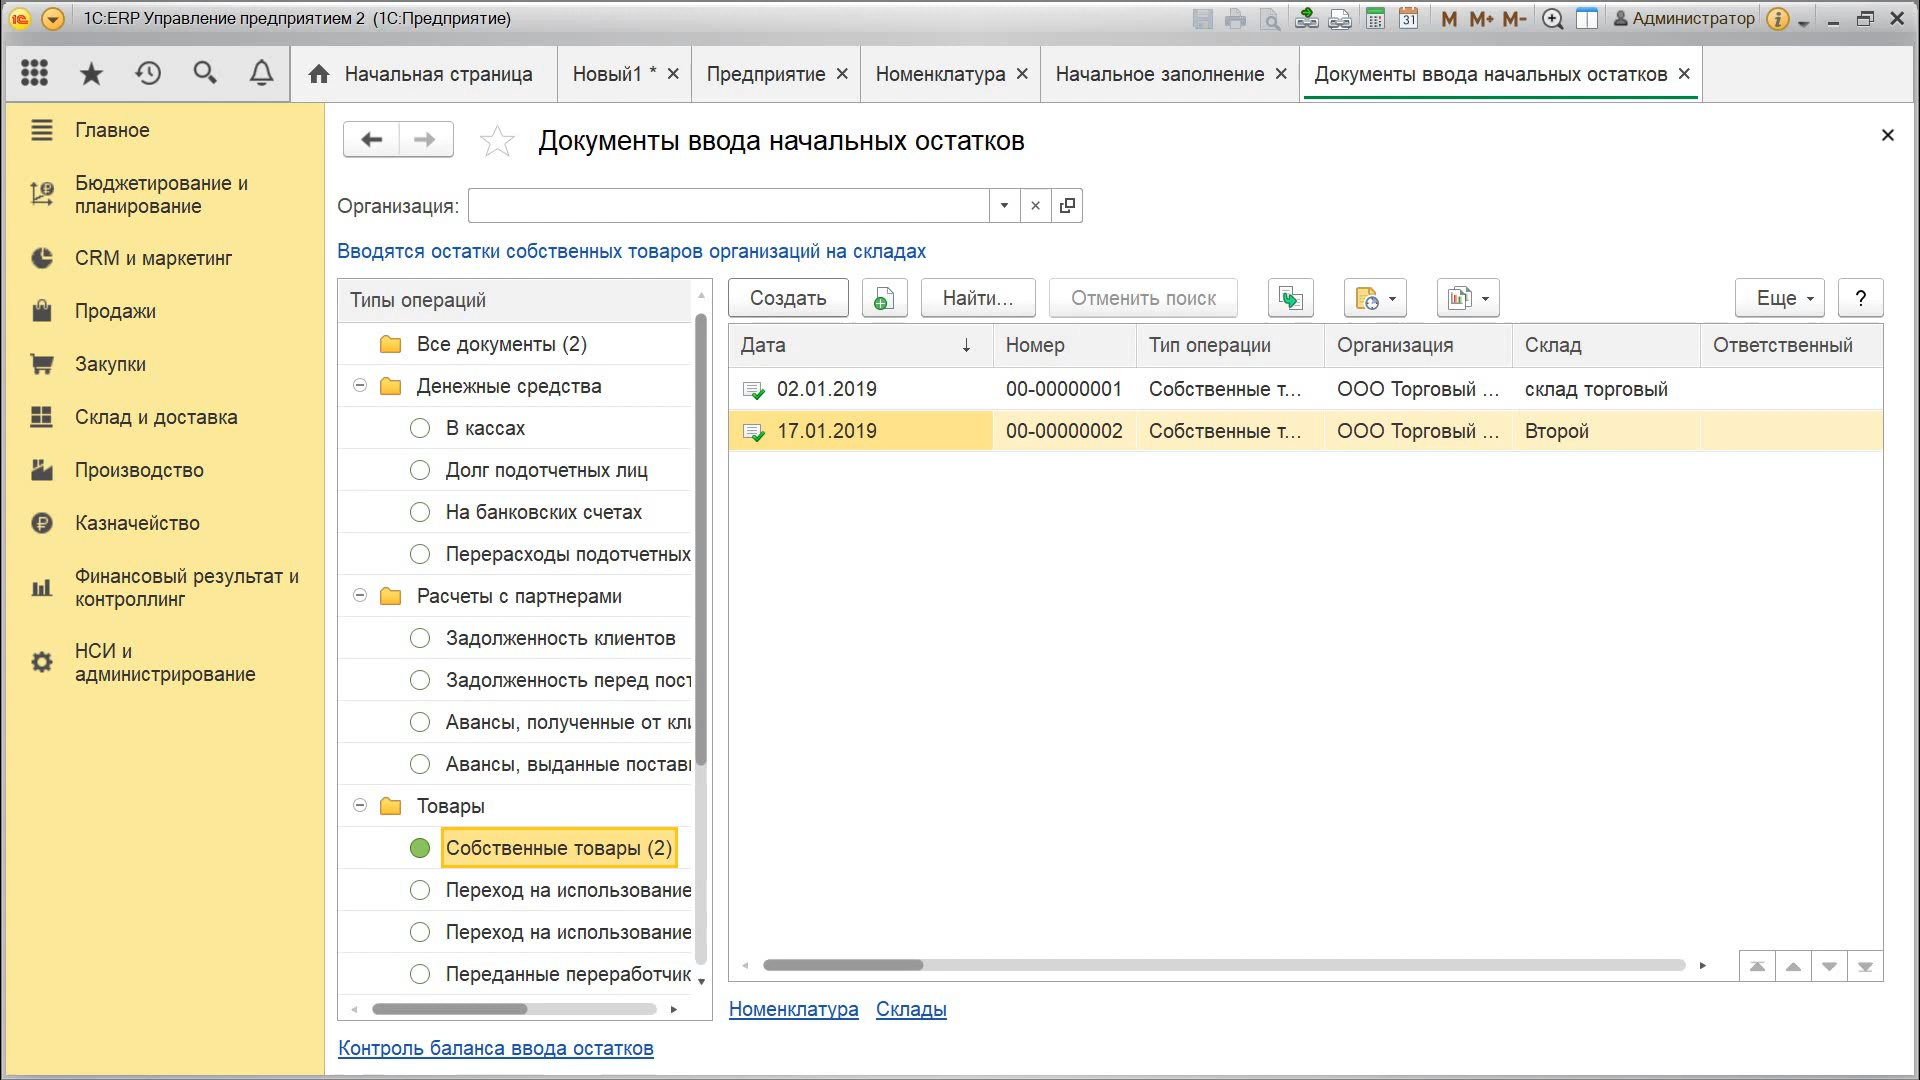 1С:ERP Управление предприятием 2 (1С:Предприятие)
31 M M+ M- Администратор
Начальная страница
Новый1 *
Предприятие
Номенклатура
Начальное заполнение
Документы ввода начальных остатков
Главное
Бюджетирование и
планирование
CRM и маркетинг
Продажи
Закупки
Склад и доставка
Производство
Казначейство
Финансовый результат и
контроллинг
НСИ и
администрирование
Документы ввода начальных остатков
Организация:
Вводятся остатки собственных товаров организаций на складах
Типы операций
Все документы (2)
Денежные средства
В кассах
Долг подотчетных лиц
На банковских счетах
Перерасходы подотчетных
Расчеты с партнерами
Задолженность клиентов
Задолженность перед пост
Авансы, полученные от кли
Авансы, выданные постави
Товары
Собственные товары (2)
Переход на использование
Переход на использование
Переданные переработчик
Создать
Найти...
Отменить поиск
Еще
?
Дата ↓ Номер Тип операции Организация Склад Ответственный
02.01.2019 00-00000001 Собственные т... ООО Торговый ... склад торговый
17.01.2019 00-00000002 Собственные т... ООО Торговый ... Второй
Номенклатура Склады
Контроль баланса ввода остатков